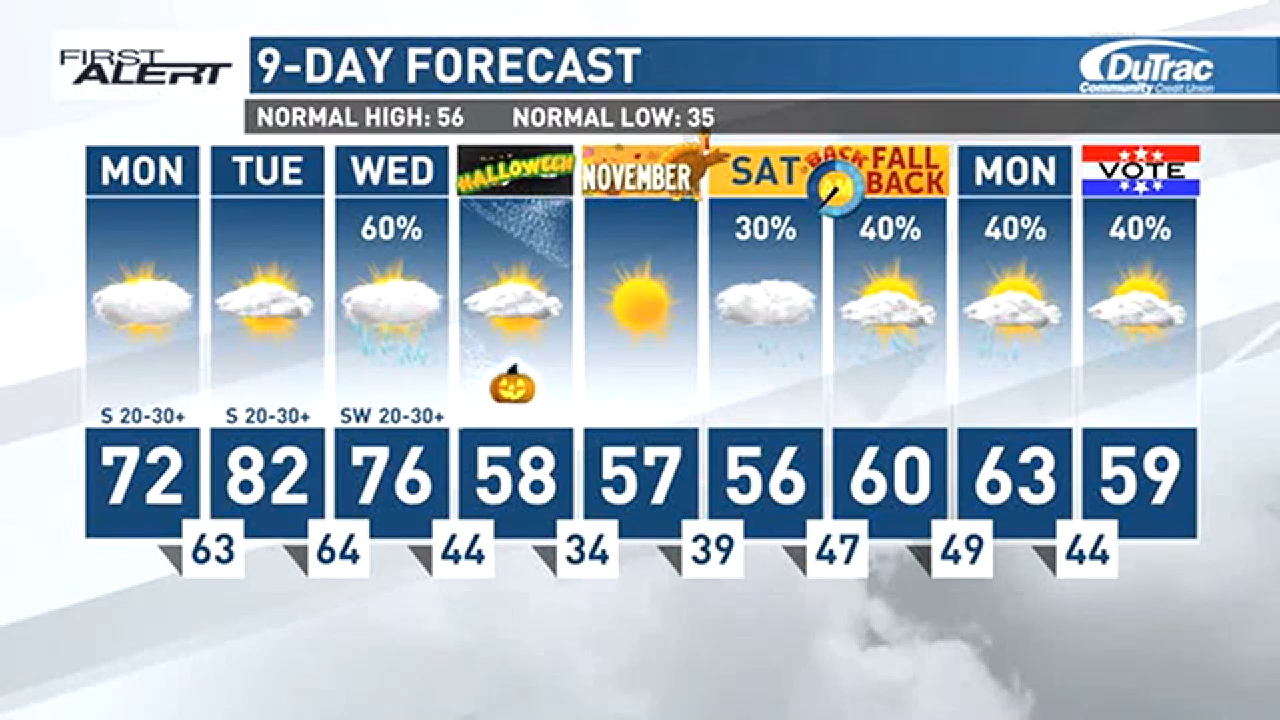 FIRST ALERT
9-DAY FORECAST
DuTrac
Community Credit Union
NORMAL HIGH: 56 NORMAL LOW: 35
MON TUE WED HALLOWEEN NOVEMBER SAT FALL BACK MON VOTE
BACK
60% 30% 40% 40% 40%
S 20-30+ S 20-30+ SW 20-30+
72 82 76 58 57 56 60 63 59
63 64 44 34 39 47 49 44